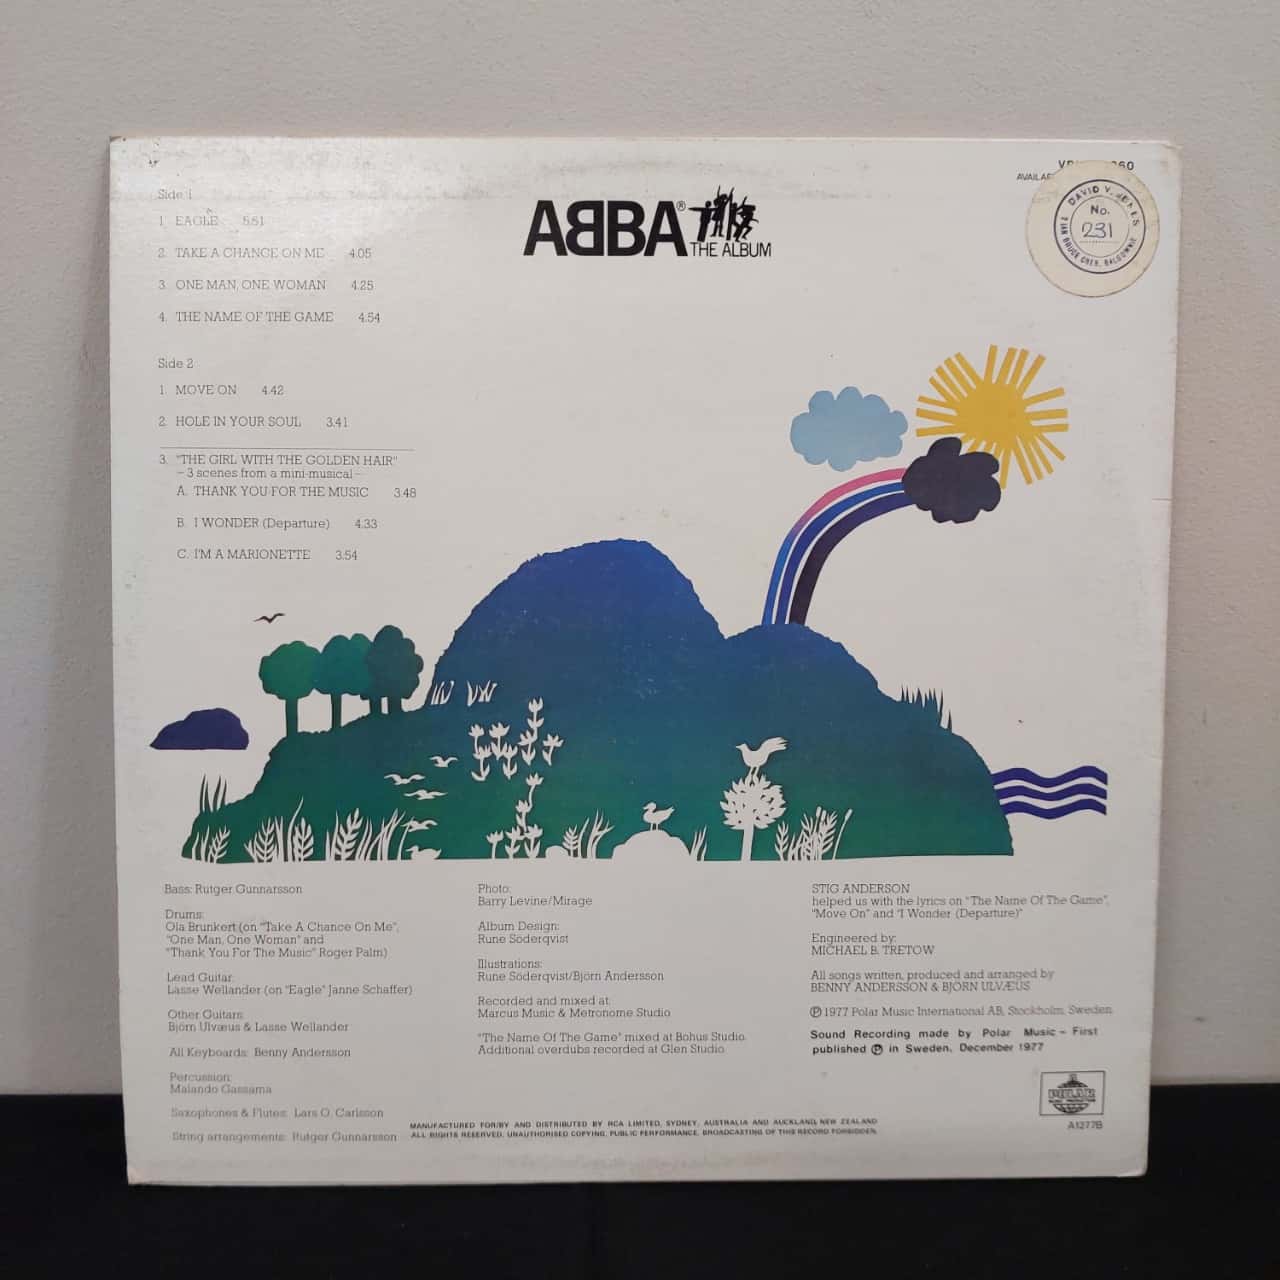 Side 1
1. EAGLE 5.51
2. TAKE A CHANCE ON ME 4.05
3. ONE MAN, ONE WOMAN 4.25
4. THE NAME OF THE GAME 4.54
Side 2
1. MOVE ON 4.42
2. HOLE IN YOUR SOUL 3.41
3. "THE GIRL WITH THE GOLDEN HAIR"
– 3 scenes from a mini-musical –
A. THANK YOU FOR THE MUSIC 3.48
B. I WONDER (Departure) 4.33
C. I'M A MARIONETTE 3.54
ABBA®
THE ALBUM
DAVID
No.
231
Bass: Rutger Gunnarsson
Drums:
Ola Brunkert (on "Take A Chance On Me",
"One Man, One Woman" and
"Thank You For The Music" Roger Palm)
Lead Guitar:
Lasse Wellander (on "Eagle" Janne Schaffer)
Other Guitars:
Björn Ulvæus & Lasse Wellander
All Keyboards: Benny Andersson
Percussion:
Malando Gassama
Saxophones & Flutes: Lars O. Carlsson
String arrangements: Rutger Gunnarsson
Photo:
Barry Levine/Mirage
Album Design:
Rune Söderqvist
Illustrations:
Rune Söderqvist/Björn Andersson
Recorded and mixed at:
Marcus Music & Metronome Studio
"The Name Of The Game" mixed at Bohus Studio.
Additional overdubs recorded at Glen Studio.
STIG ANDERSON
helped us with the lyrics on "The Name Of The Game",
"Move On" and "I Wonder (Departure)"
Engineered by:
MICHAEL B. TRETOW
All songs written, produced and arranged by
BENNY ANDERSSON & BJÖRN ULVÆUS
℗ 1977 Polar Music International AB, Stockholm, Sweden.
Sound Recording made by Polar Music – First
published ℗ in Sweden, December 1977
POLAR
MUSIC PRODUCTION
A1277B
MANUFACTURED FOR/BY AND DISTRIBUTED BY RCA LIMITED, SYDNEY, AUSTRALIA AND AUCKLAND, NEW ZEALAND
ALL RIGHTS RESERVED. UNAUTHORISED COPYING, PUBLIC PERFORMANCE, BROADCASTING OF THIS RECORD FORBIDDEN.